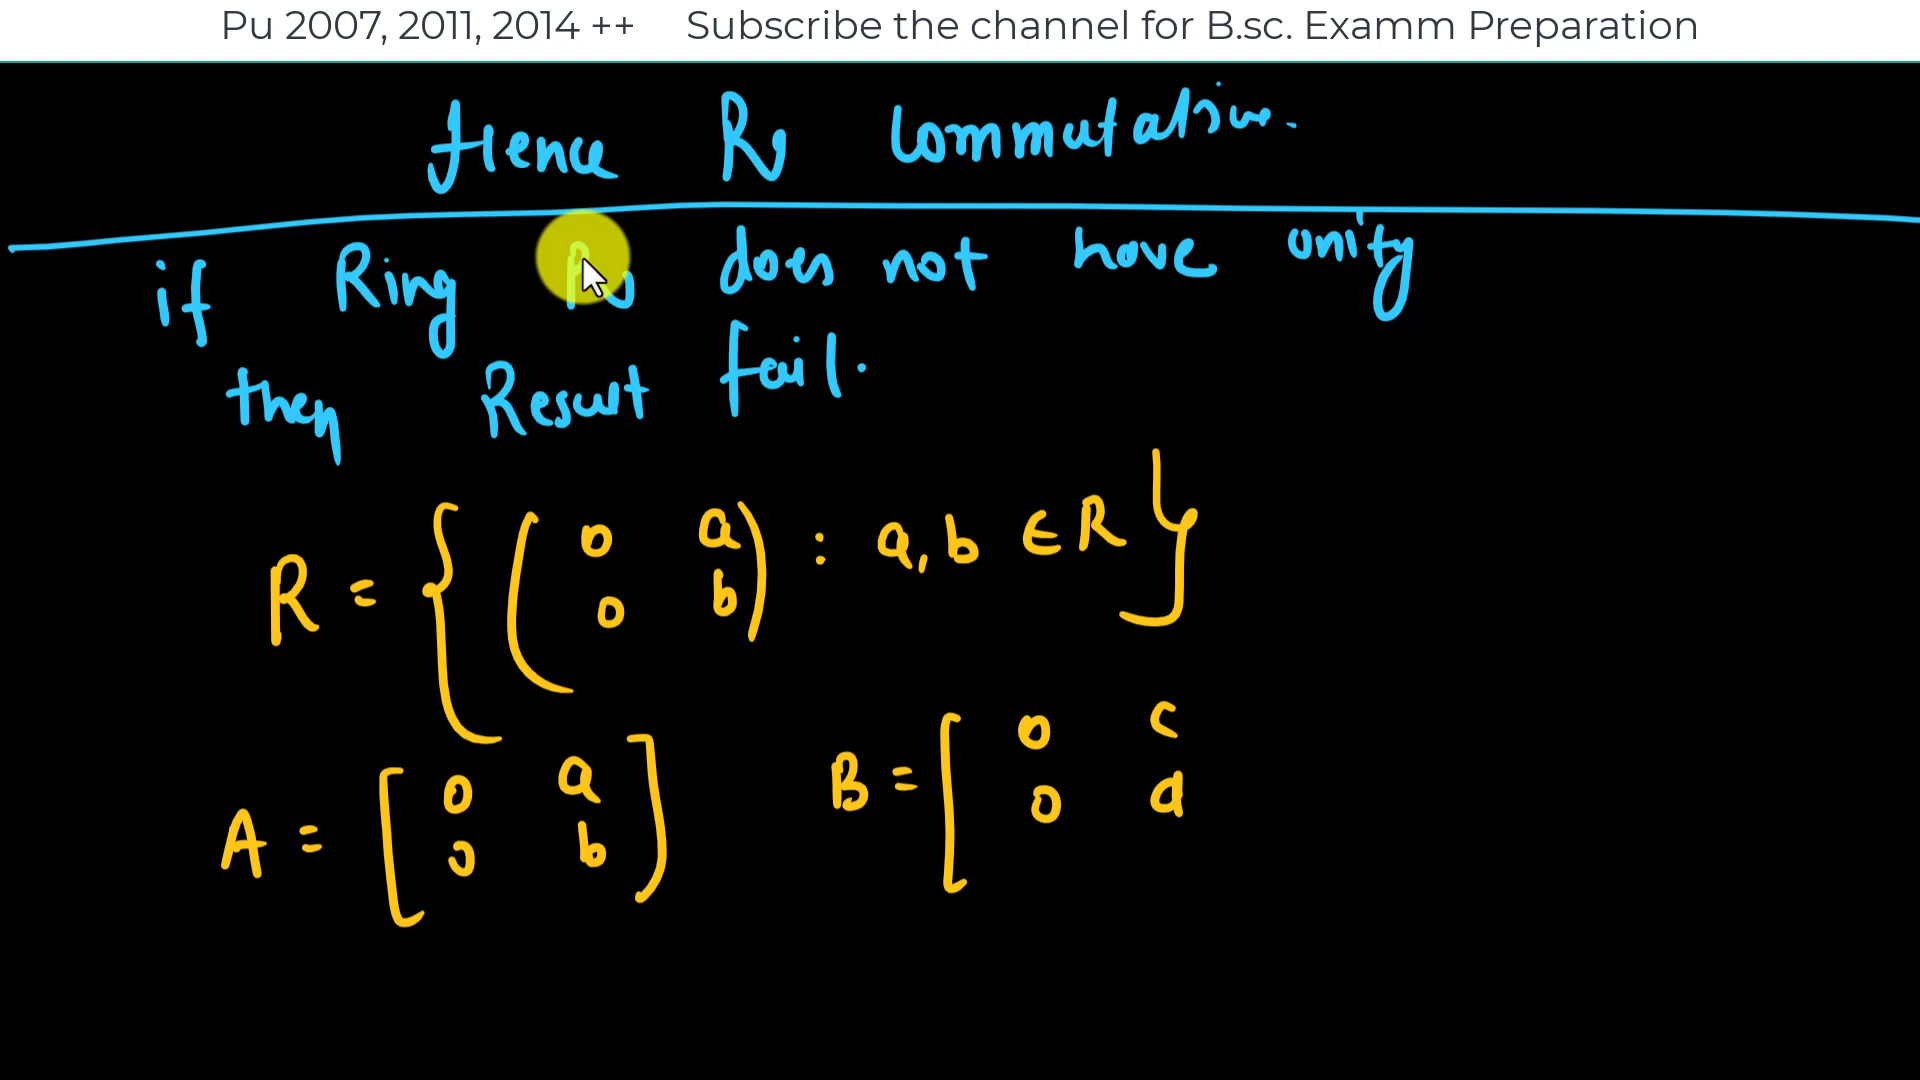 Pu 2007, 2011, 2014 ++ Subscribe the channel for B.sc. Examm Preparation
Hence R, Commutative.
if Ring R does not have unity
then Result fail.
R = { ( 0 a
0 b ) : a, b ∈ R }
A = [ 0 a
0 b ]
B = [ 0 c
0 d